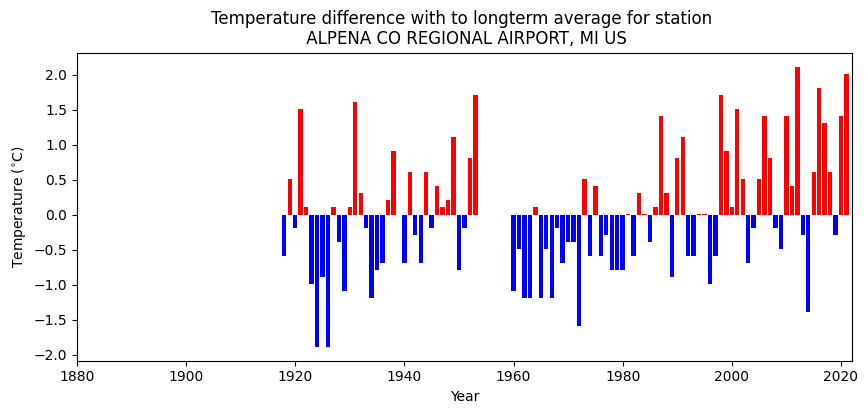 Temperature difference with to longterm average for station
ALPENA CO REGIONAL AIRPORT, MI US
Temperature (°C)
2.0
1.5
1.0
0.5
0.0
−0.5
−1.0
−1.5
−2.0
1880 1900 1920 1940 1960 1980 2000 2020
Year